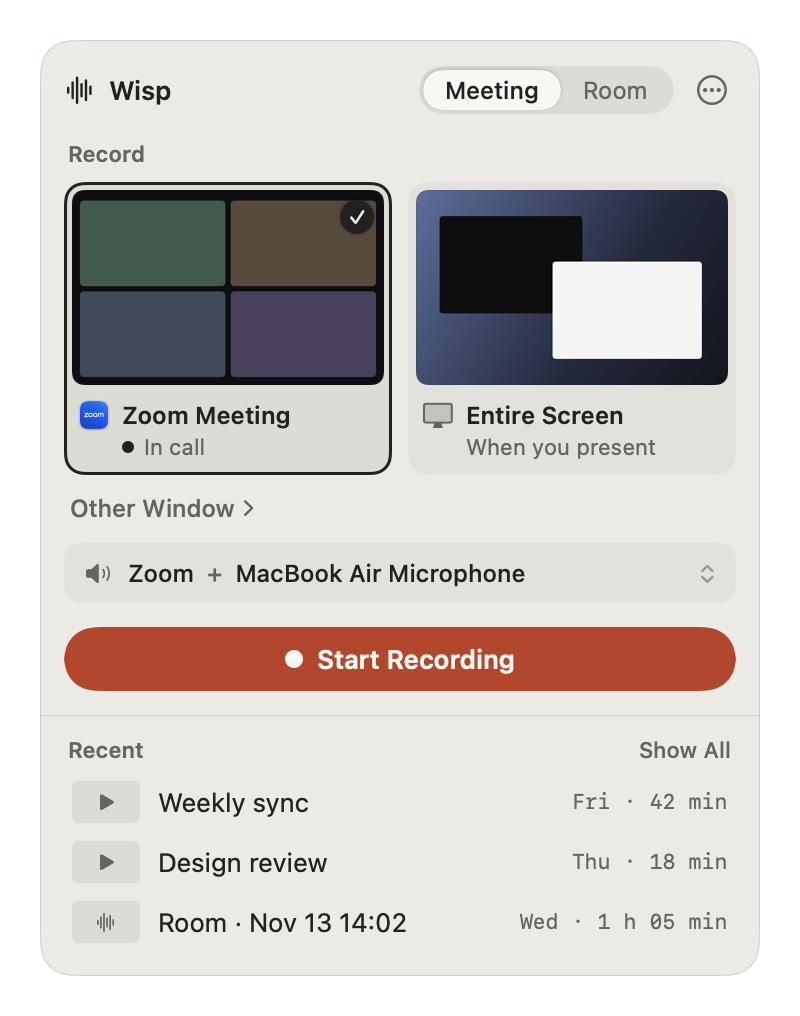 Wisp
Meeting
Room
Record
zoom
Zoom Meeting
In call
Entire Screen
When you present
Other Window
Zoom + MacBook Air Microphone
Start Recording
Recent
Show All
Weekly sync
Fri · 42 min
Design review
Thu · 18 min
Room · Nov 13 14:02
Wed · 1 h 05 min